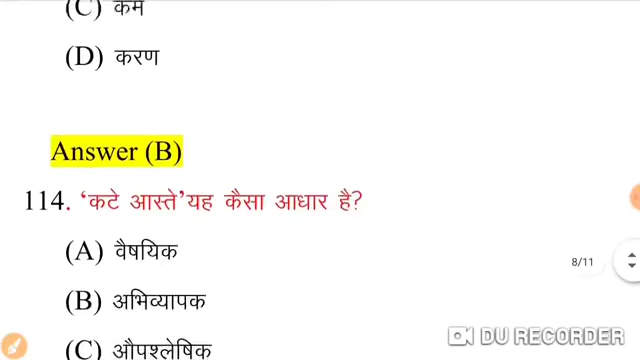 (C) कर्म
(D) करण
Answer (B)
114. ‘कटे आस्ते’यह कैसा आधार है?
(A) वैषयिक
8/11
(B) अभिव्यापक
DU RECORDER
(C) औपश्लेषिक